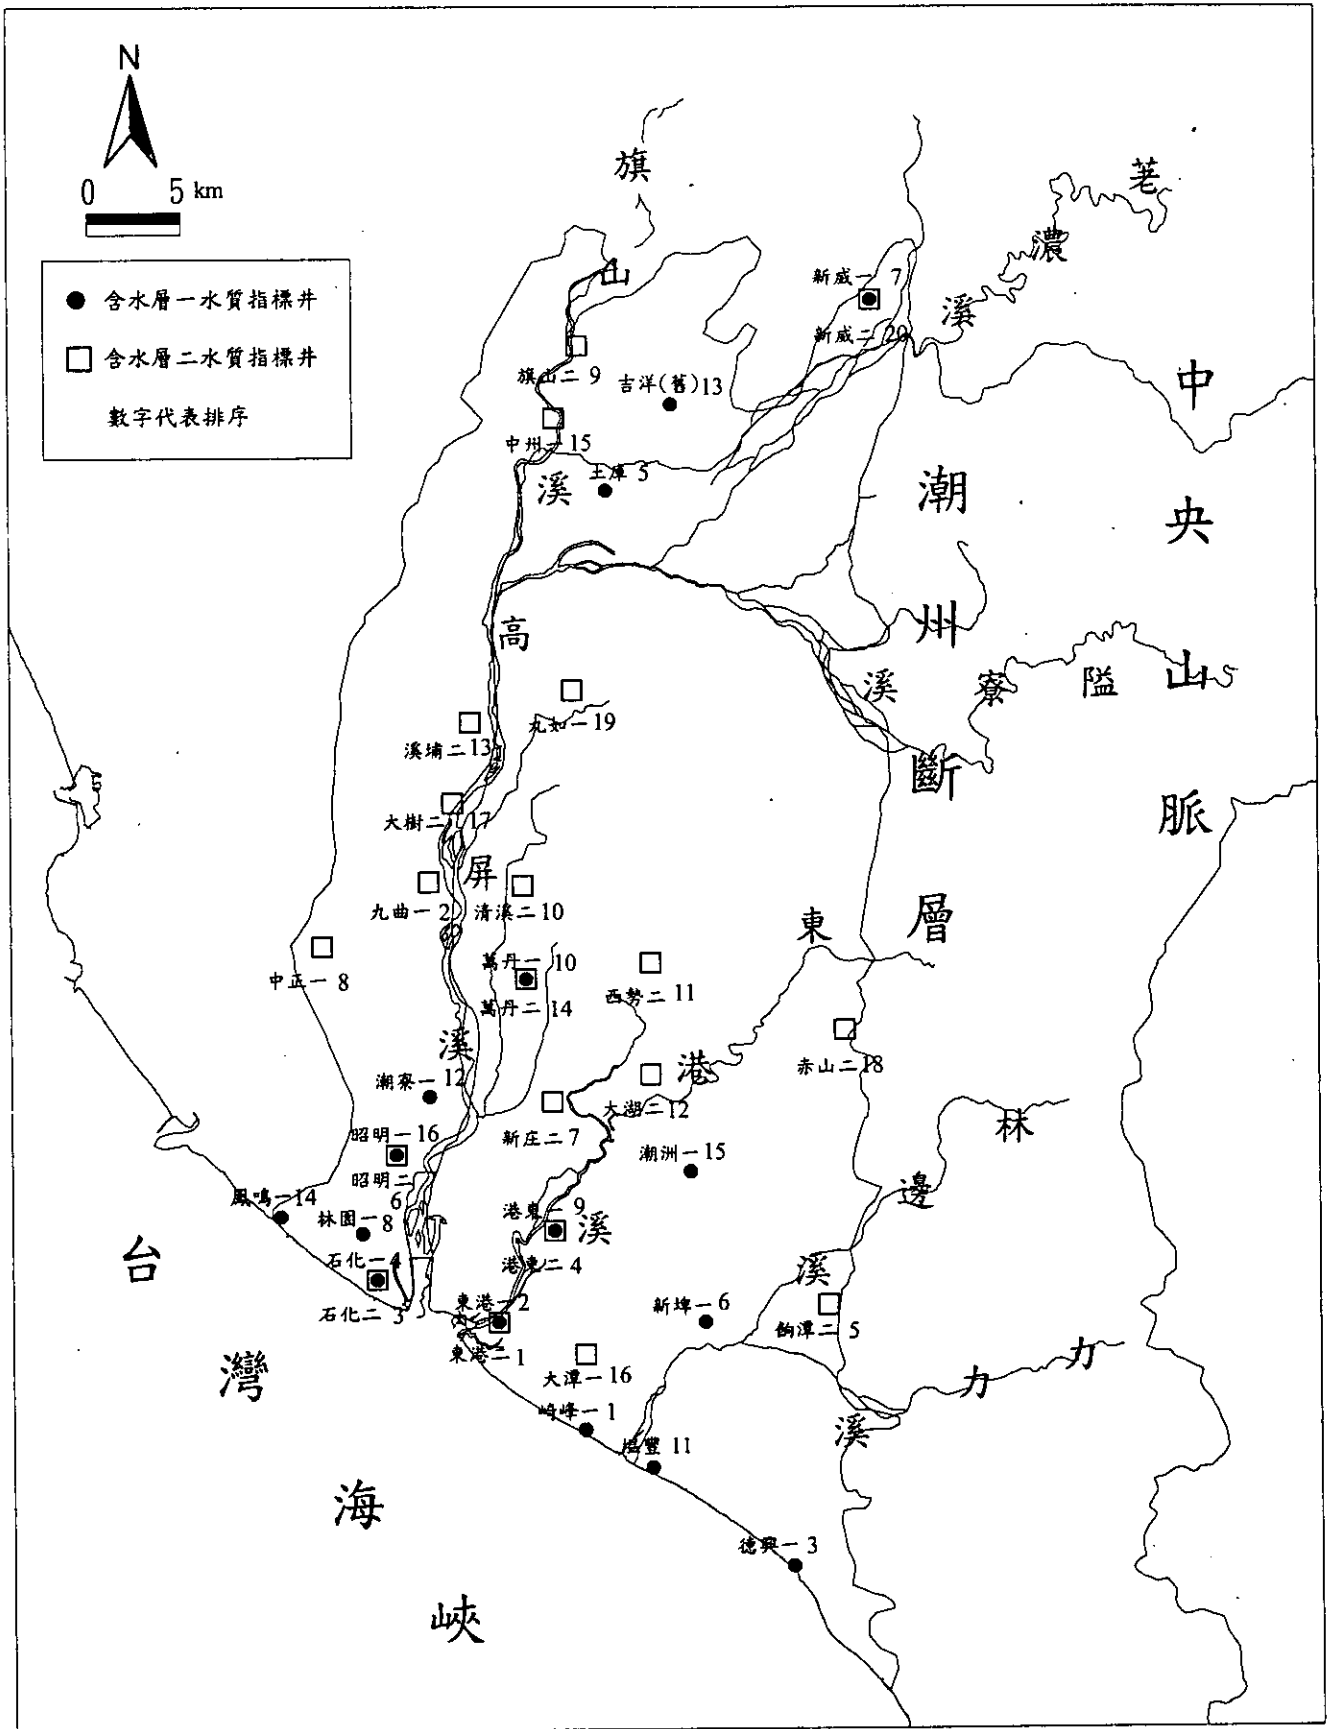 N
0 5 km
含水層一水質指標井
含水層二水質指標井
數字代表排序
旗
山
溪
荖
濃
溪
新威一 7
新威二 20
旗山二 9
吉洋(舊)13
中州一 15
土庫 5
中
央
山
脈
潮
州
斷
層
高
屏
溪
溪
寮
隘
九如一 19
溪埔二 13
大樹二 17
九曲一 2
清溪二 10
中正一 8
萬丹一 10
萬丹二 14
西勢二 11
東
港
溪
赤山二 18
潮寮一 12
大湖二 12
新庄二 7
昭明一 16
昭明二
6
潮洲一 15
林
邊
溪
鳳鳴一 14
林園一 8
港東一 9
港東二 4
石化一 4
石化二 3
東港一 2
東港二 1
新埤一 6
餉潭二 5
大潭一 16
崎峰一 1
塭豐 11
力
力
溪
德興一 3
台
灣
海
峽